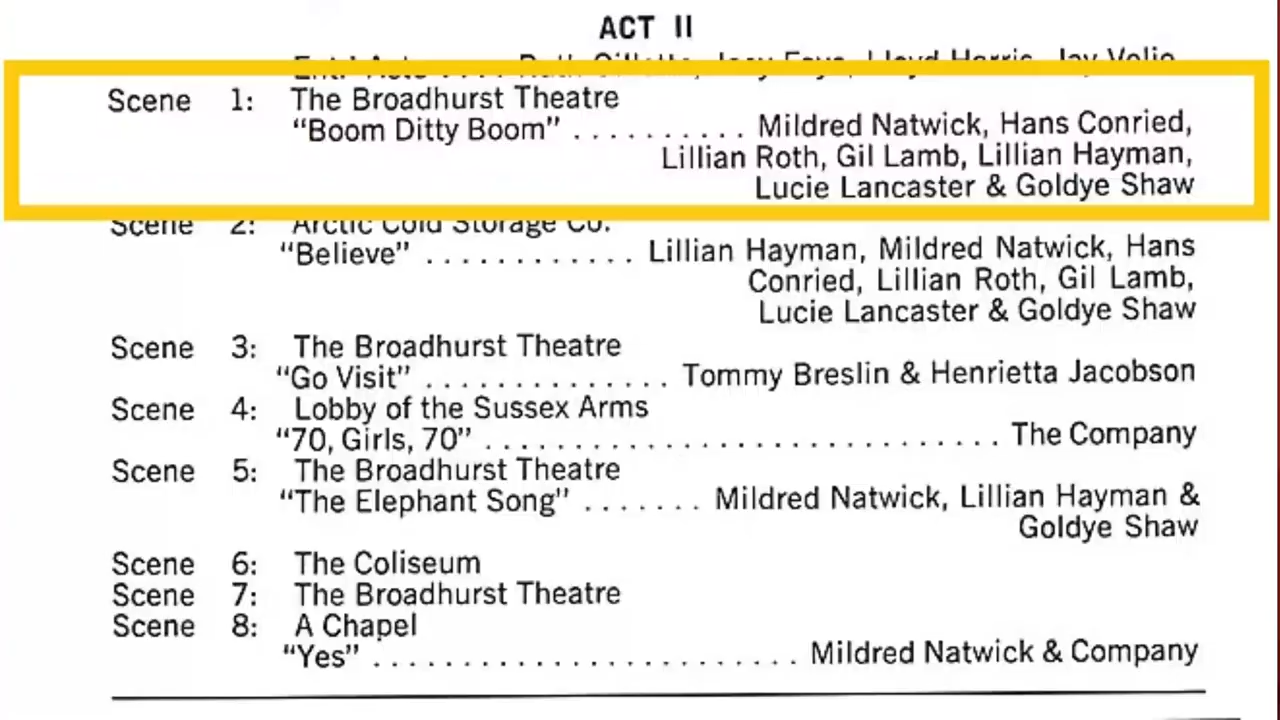 ACT II
Scene 1: The Broadhurst Theatre
“Boom Ditty Boom” . . . . . . . . . . Mildred Natwick, Hans Conried,
Lillian Roth, Gil Lamb, Lillian Hayman,
Lucie Lancaster & Goldye Shaw
Scene 2: Arctic Cold Storage Co.
“Believe” . . . . . . . . . . . . Lillian Hayman, Mildred Natwick, Hans
Conried, Lillian Roth, Gil Lamb,
Lucie Lancaster & Goldye Shaw
Scene 3: The Broadhurst Theatre
“Go Visit” . . . . . . . . . . . . . . Tommy Breslin & Henrietta Jacobson
Scene 4: Lobby of the Sussex Arms
“70, Girls, 70” . . . . . . . . . . . . . . . . . . . . . . . . . . . . . . The Company
Scene 5: The Broadhurst Theatre
“The Elephant Song” . . . . . . . Mildred Natwick, Lillian Hayman &
Goldye Shaw
Scene 6: The Coliseum
Scene 7: The Broadhurst Theatre
Scene 8: A Chapel
“Yes” . . . . . . . . . . . . . . . . . . . . . . . . . Mildred Natwick & Company